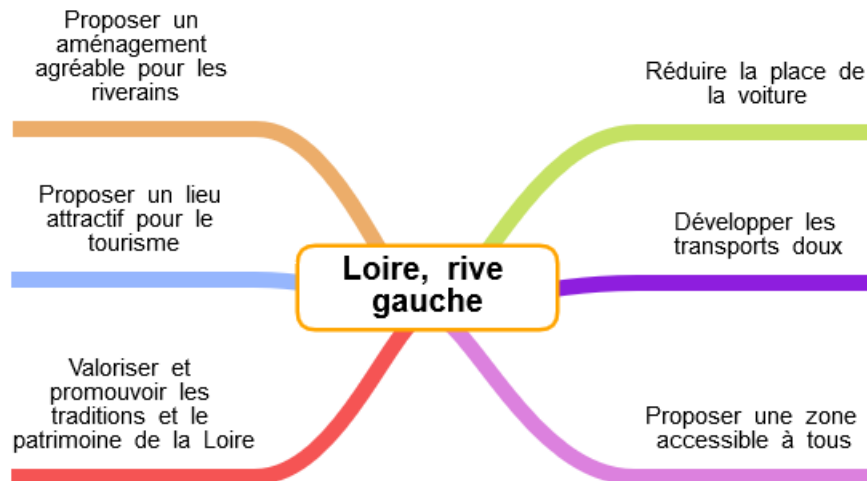 Proposer un
aménagement
agréable pour les
riverains
Réduire la place de
la voiture
Proposer un lieu
attractif pour le
tourisme
Développer les
transports doux
Loire, rive
gauche
Valoriser et
promouvoir les
traditions et le
patrimoine de la Loire
Proposer une zone
accessible à tous